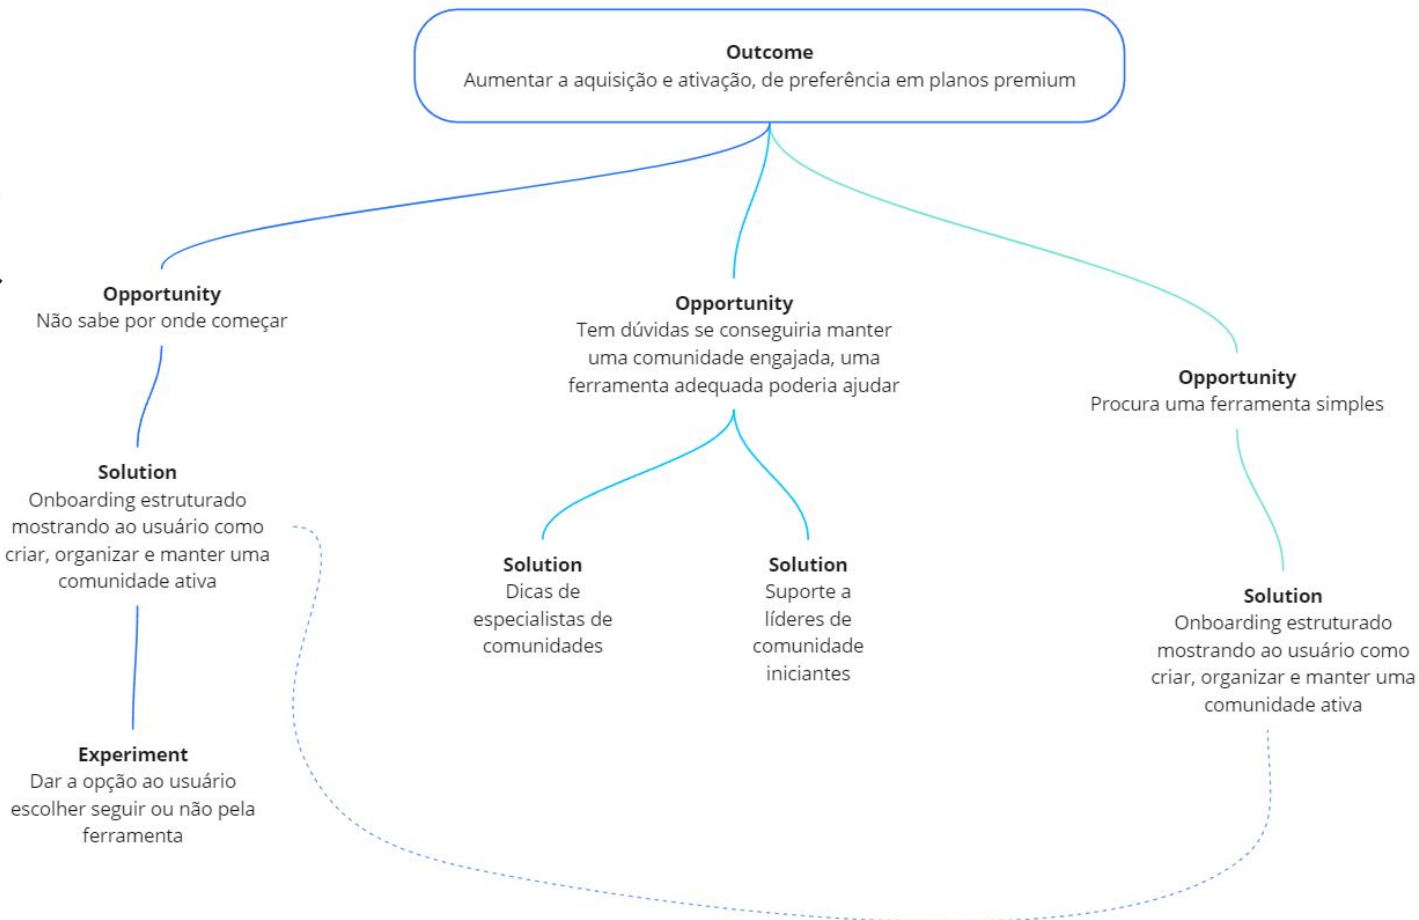 Outcome
Aumentar a aquisição e ativação, de preferência em planos premium
Opportunity
Não sabe por onde começar
Opportunity
Tem dúvidas se conseguiria manter
uma comunidade engajada, uma
ferramenta adequada poderia ajudar
Opportunity
Procura uma ferramenta simples
Solution
Onboarding estruturado
mostrando ao usuário como
criar, organizar e manter uma
comunidade ativa
Solution
Dicas de
especialistas de
comunidades
Solution
Suporte a
líderes de
comunidade
iniciantes
Solution
Onboarding estruturado
mostrando ao usuário como
criar, organizar e manter uma
comunidade ativa
Experiment
Dar a opção ao usuário
escolher seguir ou não pela
ferramenta